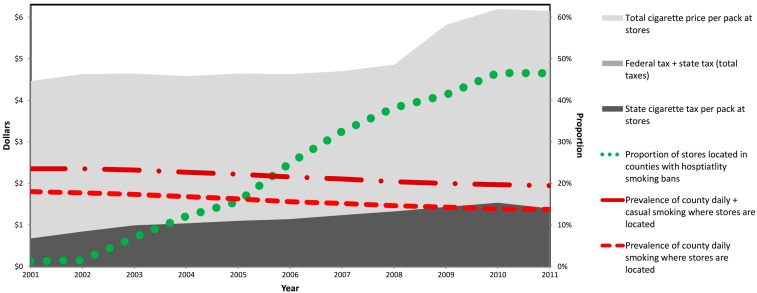 $6
$5
$4
$3
$2
$1
$0
Dollars
60%
50%
40%
30%
20%
10%
0%
Proportion
2001 2002 2003 2004 2005 2006 2007 2008 2009 2010 2011
Year
Total cigarette price per pack at
stores
Federal tax + state tax (total
taxes)
State cigarette tax per pack at
stores
Proportion of stores located in
counties with hosptiatlity
smoking bans
Prevalence of county daily +
casual smoking where stores are
located
Prevalence of county daily
smoking where stores are located